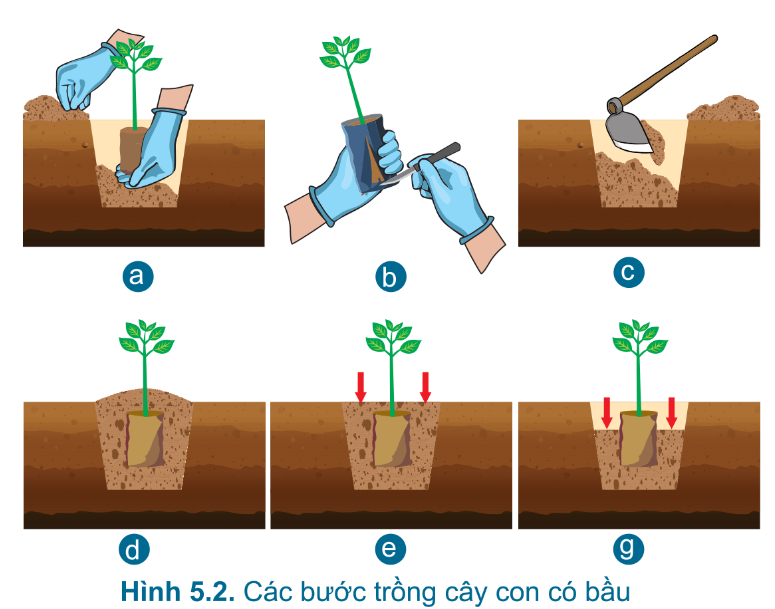 a
b
c
d
e
g
Hình 5.2. Các bước trồng cây con có bầu